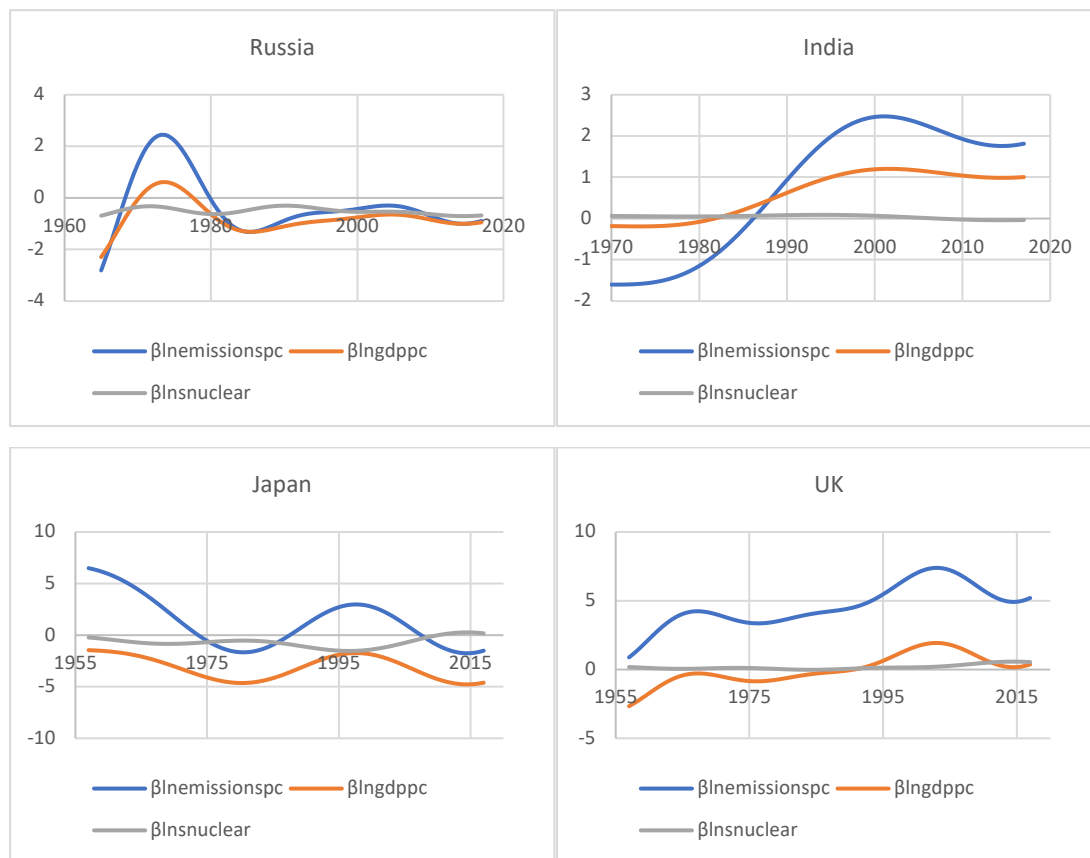 Russia
4
2
0
-2
-4
1960 1980 2000 2020
βlnemissionspc βlngdppc
βlnsnuclear
India
3
2
1
0
-1
-2
1970 1980 1990 2000 2010 2020
βlnemissionspc βlngdppc
βlnsnuclear
Japan
10
5
0
-5
-10
1955 1975 1995 2015
βlnemissionspc βlngdppc
βlnsnuclear
UK
10
5
0
-5
1955 1975 1995 2015
βlnemissionspc βlngdppc
βlnsnuclear